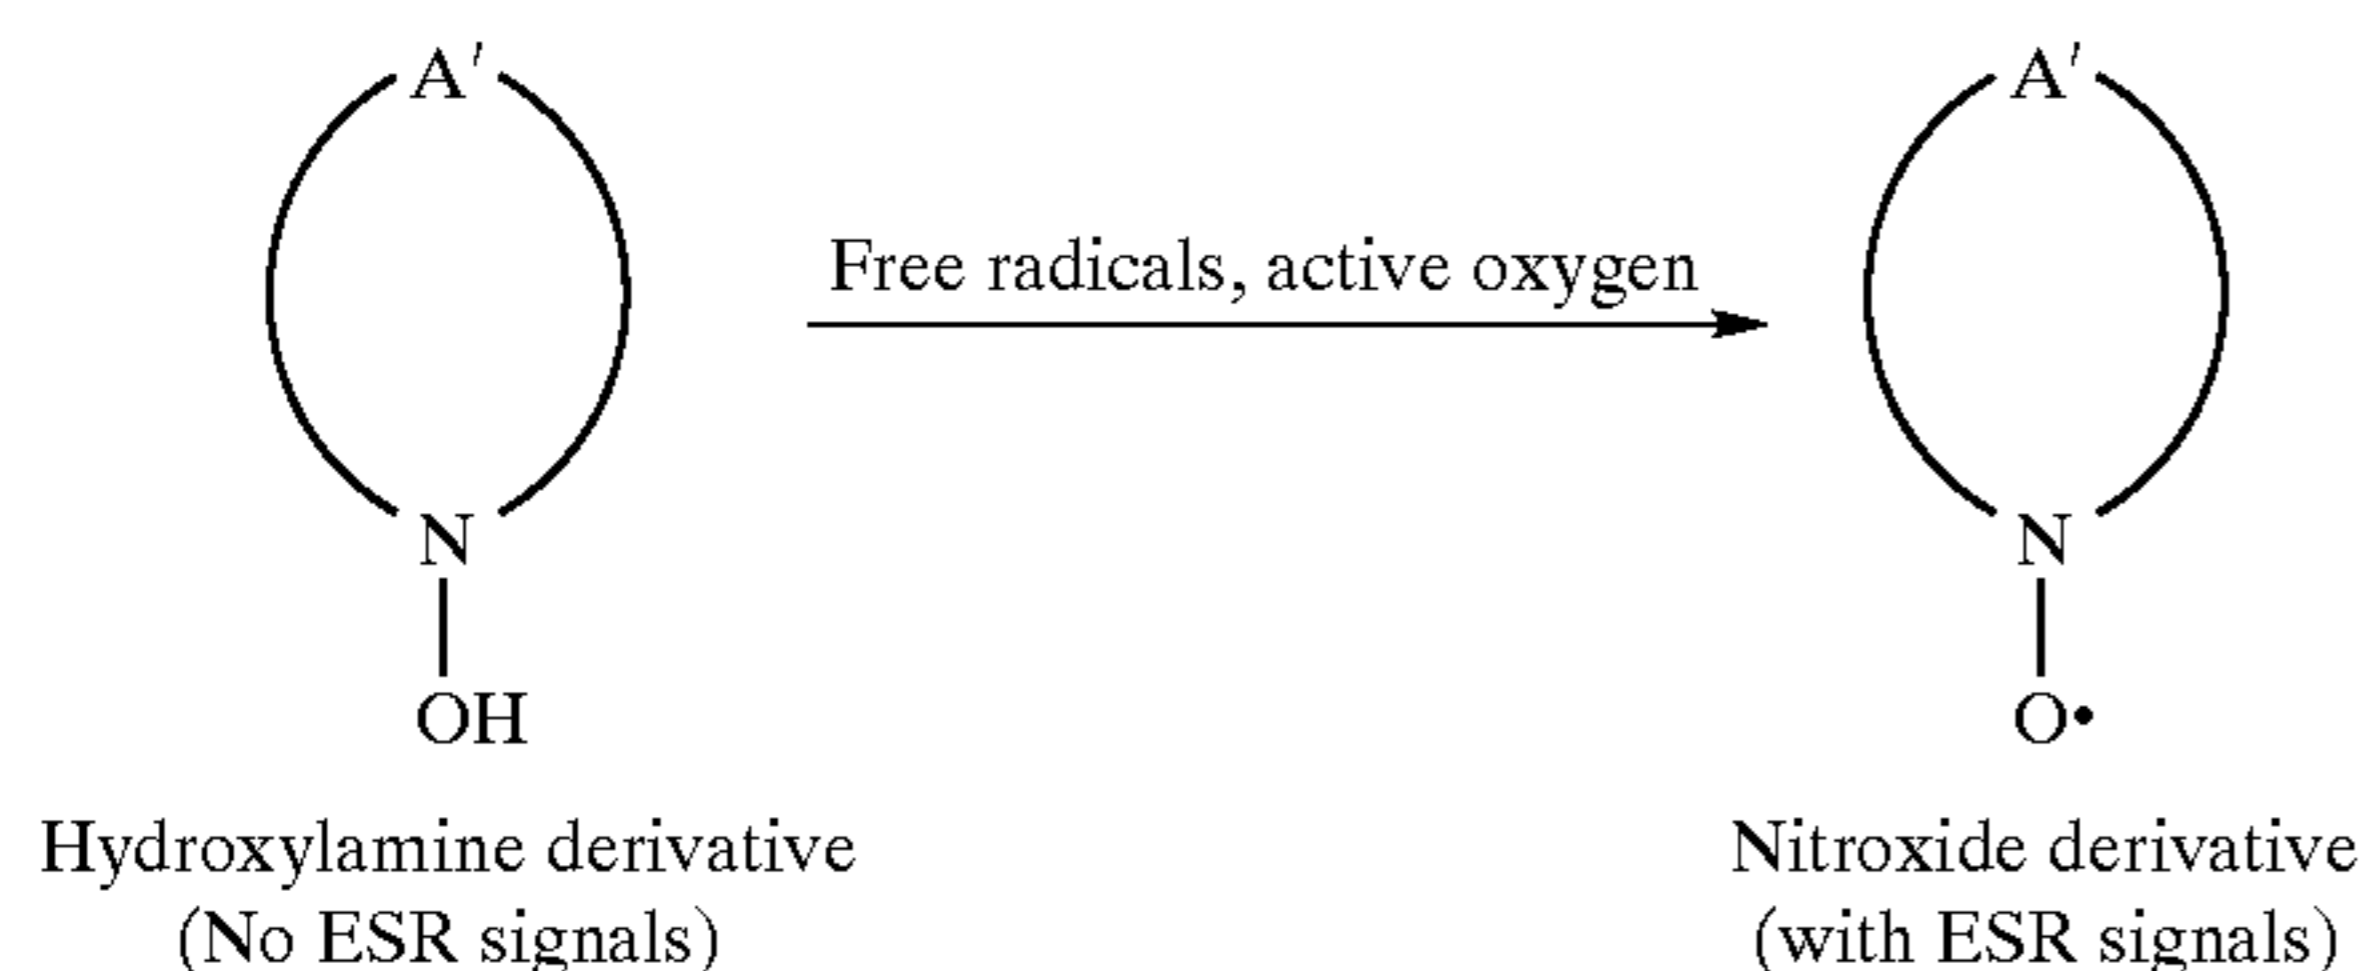 A′
A′
Free radicals, active oxygen
N
N
OH
O•
Hydroxylamine derivative
(No ESR signals)
Nitroxide derivative
(with ESR signals)